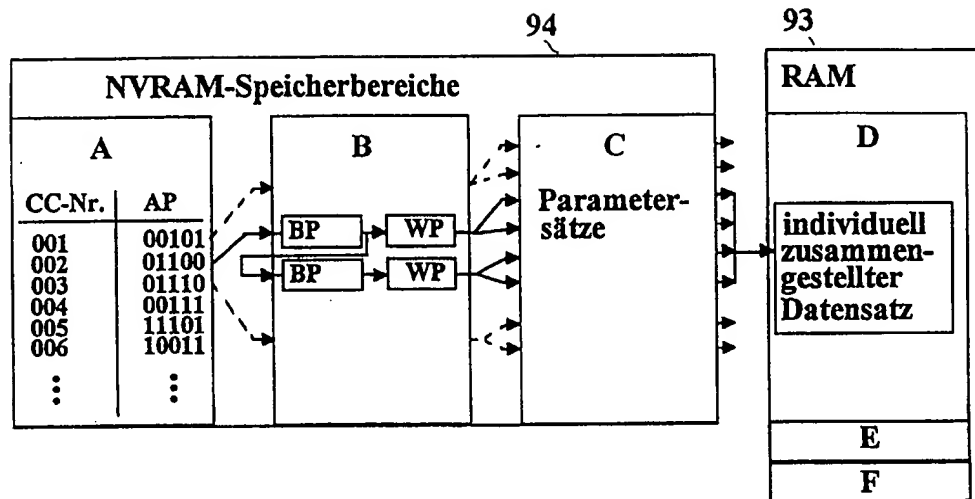 94
93
NVRAM-Speicherbereiche
RAM
A
B
C
D
CC-Nr. AP
001 00101
002 01100
003 01110
004 00111
005 11101
006 10011
BP WP
BP WP
Parameter-
sätze
individuell
zusammen-
gestellter
Datensatz
E
F